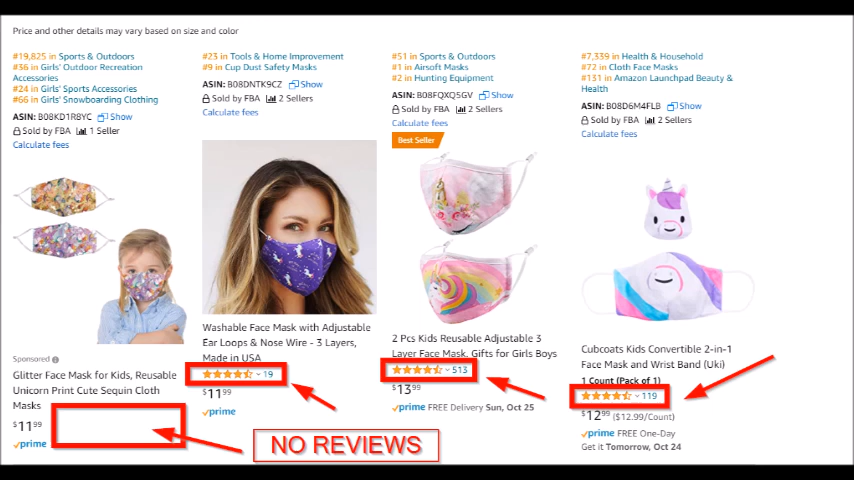 Price and other details may vary based on size and color
#19,825 in Sports & Outdoors
#36 in Girls' Outdoor Recreation
Accessories
#24 in Girls' Sports Accessories
#66 in Girls' Snowboarding Clothing
ASIN: B08KD1R8YC Show
Sold by FBA 1 Seller
Calculate fees
Sponsored
Glitter Face Mask for Kids, Reusable
Unicorn Print Cute Sequin Cloth
Masks
$11 99
prime
#23 in Tools & Home Improvement
#9 in Cup Dust Safety Masks
ASIN: B08DNTK9CZ Show
Sold by FBA 2 Sellers
Calculate fees
Washable Face Mask with Adjustable
Ear Loops & Nose Wire - 3 Layers,
Made in USA
19
$11 99
prime
#51 in Sports & Outdoors
#1 in Airsoft Masks
#2 in Hunting Equipment
ASIN: B08FQXQ5GV Show
Sold by FBA 2 Sellers
Calculate fees
Best Seller
2 Pcs Kids Reusable Adjustable 3
Layer Face Mask, Gifts for Girls Boys
513
$13 99
prime FREE Delivery Sun, Oct 25
#7,339 in Health & Household
#72 in Cloth Face Masks
#131 in Amazon Launchpad Beauty &
Health
ASIN: B08D6M4FLB Show
Sold by FBA 2 Sellers
Calculate fees
Cubcoats Kids Convertible 2-in-1
Face Mask and Wrist Band (Uki)
1 Count (Pack of 1)
119
$12 99 ($12.99/Count)
prime FREE One-Day
Get it Tomorrow, Oct 24
NO REVIEWS